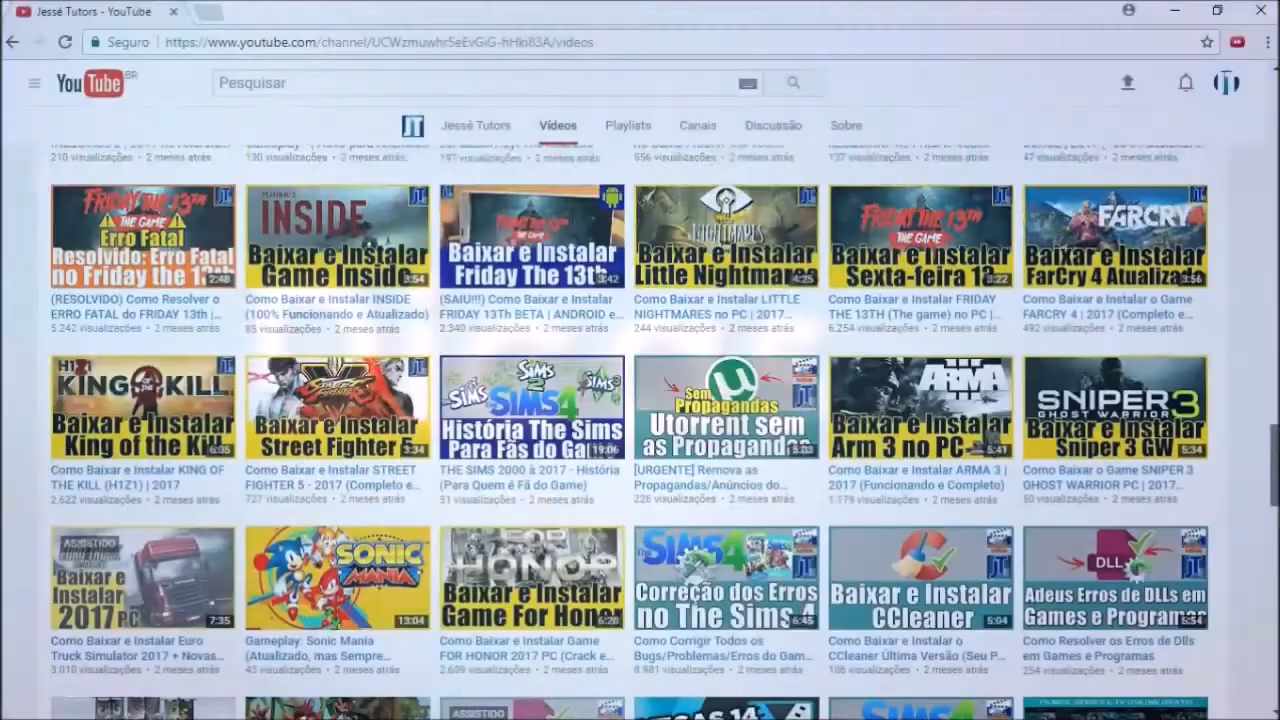 Jessé Tutors - YouTube
Seguro
https://www.youtube.com/channel/UCWzmuwhr5eEvGiG-hHki83A/videos
YouTube BR
Pesquisar
JT
Jessé Tutors
Vídeos
Playlists
Canais
Discussão
Sobre
210 visualizações • 2 meses atrás
130 visualizações • 2 meses atrás
197 visualizações • 2 meses atrás
556 visualizações • 2 meses atrás
137 visualizações • 2 meses atrás
47 visualizações • 2 meses atrás
FRIDAY THE 13TH
THE GAME
Erro Fatal
Resolvido: Erro Fatal
no Friday the
2:48
(RESOLVIDO) Como Resolver o
ERRO FATAL do FRIDAY 13th |...
5.242 visualizações • 2 meses atrás
INSIDE
Baixar e Instalar
Game Inside
3:54
Como Baixar e Instalar INSIDE
(100% Funcionando e Atualizado)
85 visualizações • 2 meses atrás
Baixar e Instalar
Friday The 13th
3:42
(SAIU!!!) Como Baixar e Instalar
FRIDAY 13Th BETA | ANDROID e...
2.340 visualizações • 2 meses atrás
NIGHTMARES
Baixar e Instalar
Little Nightmares
4:25
Como Baixar e Instalar LITTLE
NIGHTMARES no PC | 2017...
244 visualizações • 2 meses atrás
FRIDAY THE 13TH
THE GAME
Baixar e Instalar
Sexta-feira 13
8:22
Como Baixar e Instalar FRIDAY
THE 13TH (The game) no PC |...
6.254 visualizações • 2 meses atrás
FARCRY 4
Baixar e Instalar
FarCry 4 Atualizado
3:56
Como Baixar e Instalar o Game
FARCRY 4 | 2017 (Completo e...
492 visualizações • 2 meses atrás
H1Z1
KING OF THE KILL
Baixar e Instalar
King of the Kill
6:05
Como Baixar e Instalar KING OF
THE KILL (H1Z1) | 2017
2.522 visualizações • 2 meses atrás
STREET FIGHTER
Baixar e Instalar
Street Fighter 5
3:34
Como Baixar e Instalar STREET
FIGHTER 5 - 2017 (Completo e...
727 visualizações • 2 meses atrás
SiMS
SiMS 2
SiMS 3
SiMS4
História The Sims
Para Fãs do Game
19:06
THE SIMS 2000 à 2017 - História
(Para Quem é Fã do Game)
51 visualizações • 2 meses atrás
Sem
Propagandas
Utorrent sem
as Propagandas
5:03
[URGENTE] Remova as
Propagandas/Anúncios do...
226 visualizações • 2 meses atrás
ARMA
Baixar e Instalar
Arm 3 no PC
5:41
Como Baixar e Instalar ARMA 3 |
2017 (Funcionando e Completo)
1.179 visualizações • 2 meses atrás
SNIPER 3
GHOST WARRIOR
Baixar e Instalar
Sniper 3 GW
5:34
Como Baixar o Game SNIPER 3
GHOST WARRIOR PC | 2017...
50 visualizações • 2 meses atrás
ASSISTIDO
Baixar e
Instalar
2017 PC
7:35
Como Baixar e Instalar Euro
Truck Simulator 2017 + Novas...
3.010 visualizações • 2 meses atrás
SONIC
MANIA
13:04
Gameplay: Sonic Mania
(Atualizado, mas Sempre...
43 visualizações • 2 meses atrás
FOR HONOR
Baixar e Instalar
Game For Honor
6:28
Como Baixar e Instalar Game
FOR HONOR 2017 PC (Crack e...
2.609 visualizações • 2 meses atrás
SiMS4
Correção dos Erros
no The Sims 4
6:45
Como Corrigir Todos os
Bugs/Problemas/Erros do Gam...
8.981 visualizações • 2 meses atrás
Baixar e Instalar
CCleaner
5:04
Como Baixar e Instalar o
CCleaner Última Versão (Seu P...
106 visualizações • 2 meses atrás
DLL
Adeus Erros de DLLs em
Games e Programas
5:54
Como Resolver os Erros de Dlls
em Games e Programas
254 visualizações • 2 meses atrás
ASSISTIDO
FILMES, SERIES E TV ONLINE GRATIS